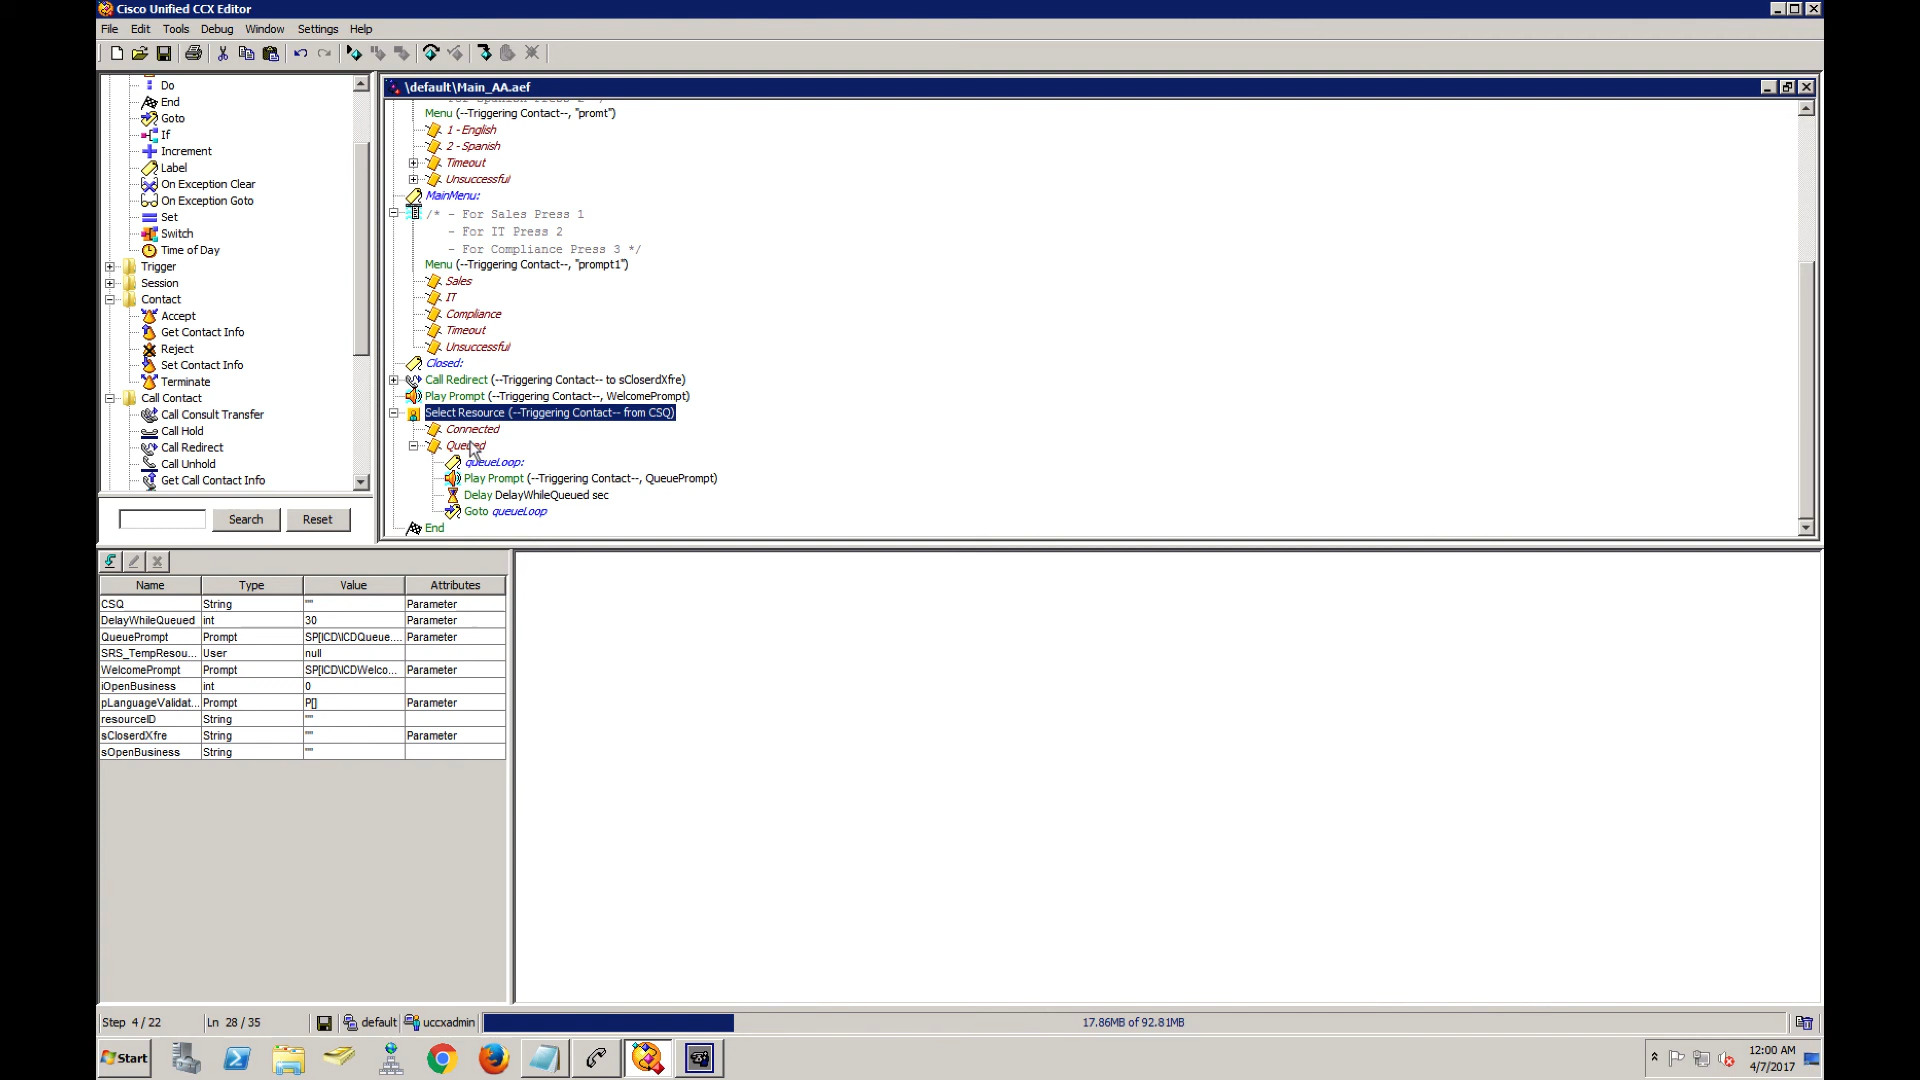 Cisco Unified CCX Editor
File Edit Tools Debug Window Settings Help
Do
End
Goto
If
Increment
Label
On Exception Clear
On Exception Goto
Set
Switch
Time of Day
Trigger
Session
Contact
Accept
Get Contact Info
Reject
Set Contact Info
Terminate
Call Contact
Call Consult Transfer
Call Hold
Call Redirect
Call Unhold
Get Call Contact Info
Search Reset
\default\Main_AA.aef
- For Spanish Press 2 */
Menu (--Triggering Contact--, "promt")
1 - English
2 - Spanish
Timeout
Unsuccessful
MainMenu:
/* - For Sales Press 1
- For IT Press 2
- For Compliance Press 3 */
Menu (--Triggering Contact--, "prompt1")
Sales
IT
Compliance
Timeout
Unsuccessful
Closed:
Call Redirect (--Triggering Contact-- to sCloserdXfre)
Play Prompt (--Triggering Contact--, WelcomePrompt)
Select Resource (--Triggering Contact-- from CSQ)
Connected
Queued
queueLoop:
Play Prompt (--Triggering Contact--, QueuePrompt)
Delay DelayWhileQueued sec
Goto queueLoop
End
Name Type Value Attributes
CSQ String "" Parameter
DelayWhileQueued int 30 Parameter
QueuePrompt Prompt SP[ICD\ICDQueue.... Parameter
SRS_TempResou... User null
WelcomePrompt Prompt SP[ICD\ICDWelco... Parameter
iOpenBusiness int 0
pLanguageValidat... Prompt P[] Parameter
resourceID String ""
sCloserdXfre String "" Parameter
sOpenBusiness String ""
Step 4 / 22 Ln 28 / 35 default uccxadmin 17.86MB of 92.81MB
Start
12:00 AM
4/7/2017